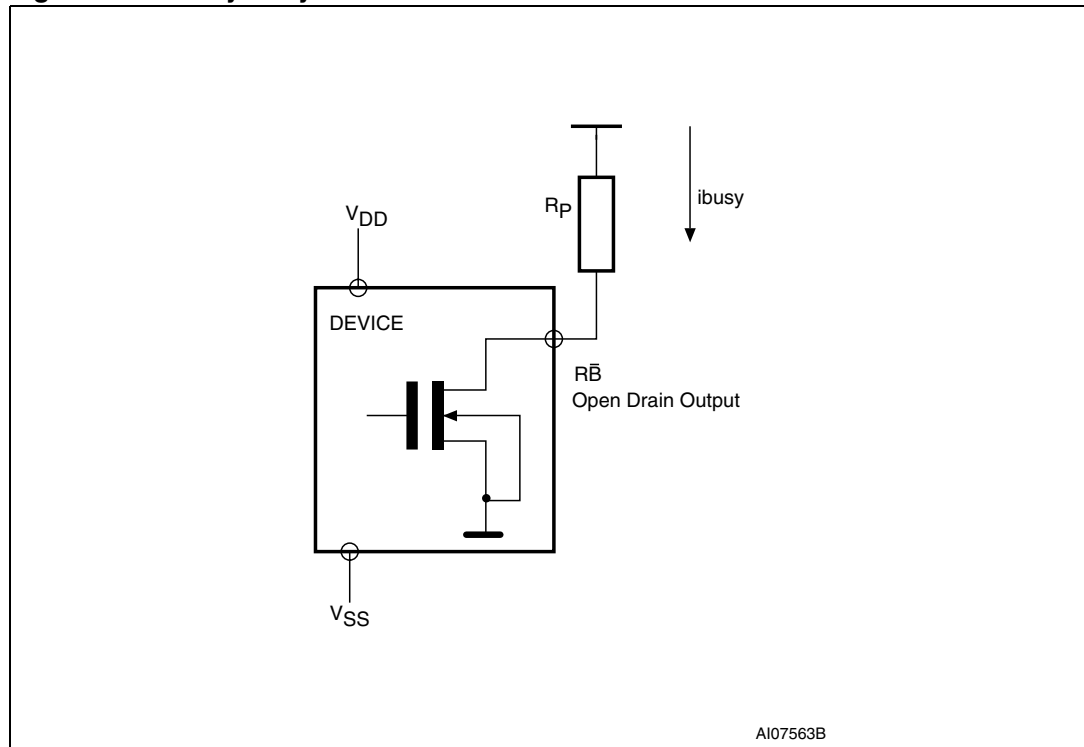 RP
ibusy
VDD
DEVICE
RB̄
Open Drain Output
VSS
AI07563B